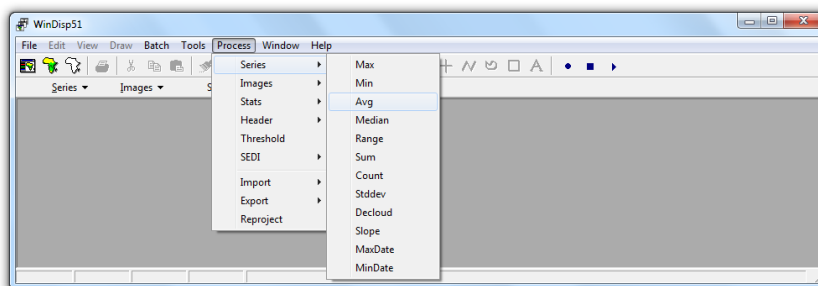 WinDisp51
File Edit View Draw Batch Tools Process Window Help
Series Images
Series
Images
Stats
Header
Threshold
SEDI
Import
Export
Reproject
Max
Min
Avg
Median
Range
Sum
Count
Stddev
Decloud
Slope
MaxDate
MinDate